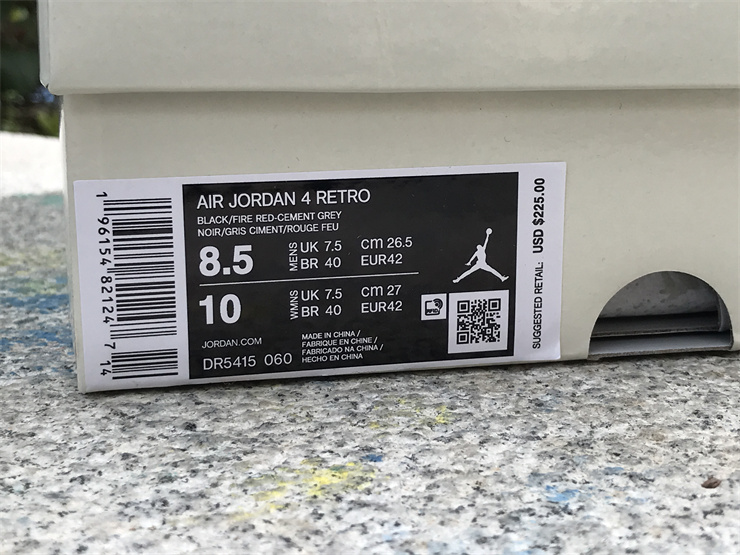 AIR JORDAN 4 RETRO
BLACK/FIRE RED-CEMENT GREY
NOIR/GRIS CIMENT/ROUGE FEU
8.5 MENS UK 7.5 cm 26.5
BR 40 EUR42
10 WMNS UK 7.5 cm 27
BR 40 EUR42
JORDAN.COM
DR5415 060
MADE IN CHINA /
FABRIQUE EN CHINE /
FABRICADO NA CHINA /
HECHO EN CHINA
RFID
1 96154 82124 7 14
SUGGESTED RETAIL: USD $225.00